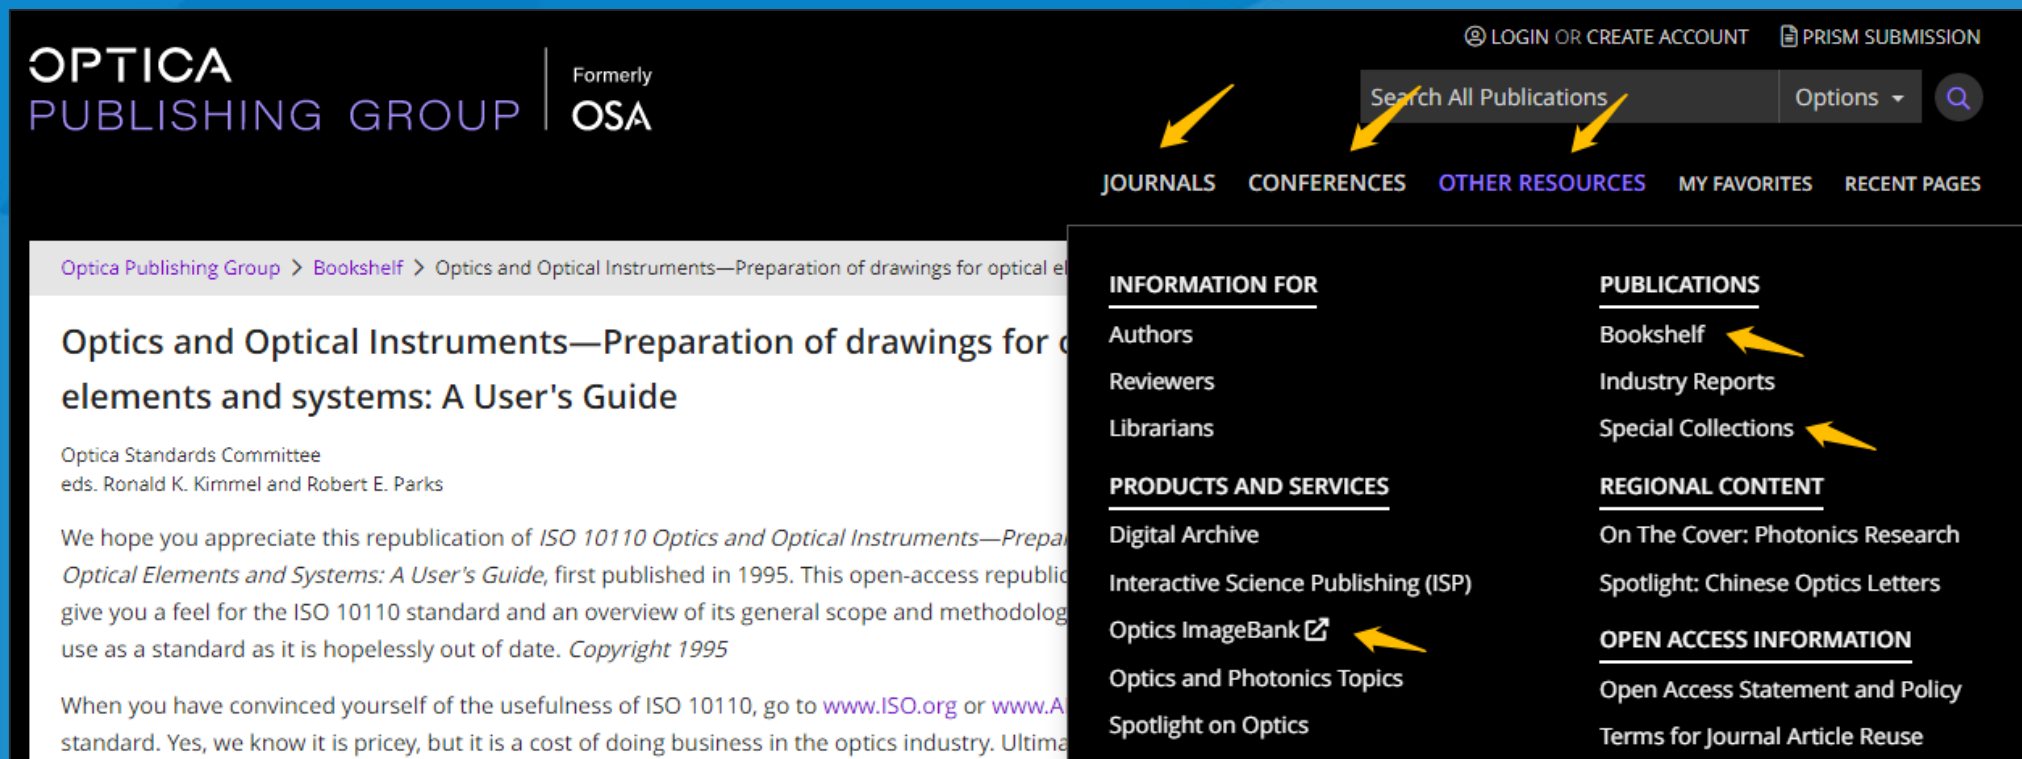 LOGIN OR CREATE ACCOUNT PRISM SUBMISSION
OPTICA
PUBLISHING GROUP
Formerly
OSA
Search All Publications Options
JOURNALS CONFERENCES OTHER RESOURCES MY FAVORITES RECENT PAGES
Optica Publishing Group > Bookshelf > Optics and Optical Instruments—Preparation of drawings for optical
Optics and Optical Instruments—Preparation of drawings for
elements and systems: A User's Guide
Optica Standards Committee
eds. Ronald K. Kimmel and Robert E. Parks
We hope you appreciate this republication of ISO 10110 Optics and Optical Instruments—
Optical Elements and Systems: A User's Guide, first published in 1995. This open-access
give you a feel for the ISO 10110 standard and an overview of its general scope and
use as a standard as it is hopelessly out of date. Copyright 1995
When you have convinced yourself of the usefulness of ISO 10110, go to www.ISO.org or
standard. Yes, we know it is pricey, but it is a cost of doing business in the optics industry.
INFORMATION FOR
Authors
Reviewers
Librarians
PRODUCTS AND SERVICES
Digital Archive
Interactive Science Publishing (ISP)
Optics ImageBank
Optics and Photonics Topics
Spotlight on Optics
PUBLICATIONS
Bookshelf
Industry Reports
Special Collections
REGIONAL CONTENT
On The Cover: Photonics Research
Spotlight: Chinese Optics Letters
OPEN ACCESS INFORMATION
Open Access Statement and Policy
Terms for Journal Article Reuse